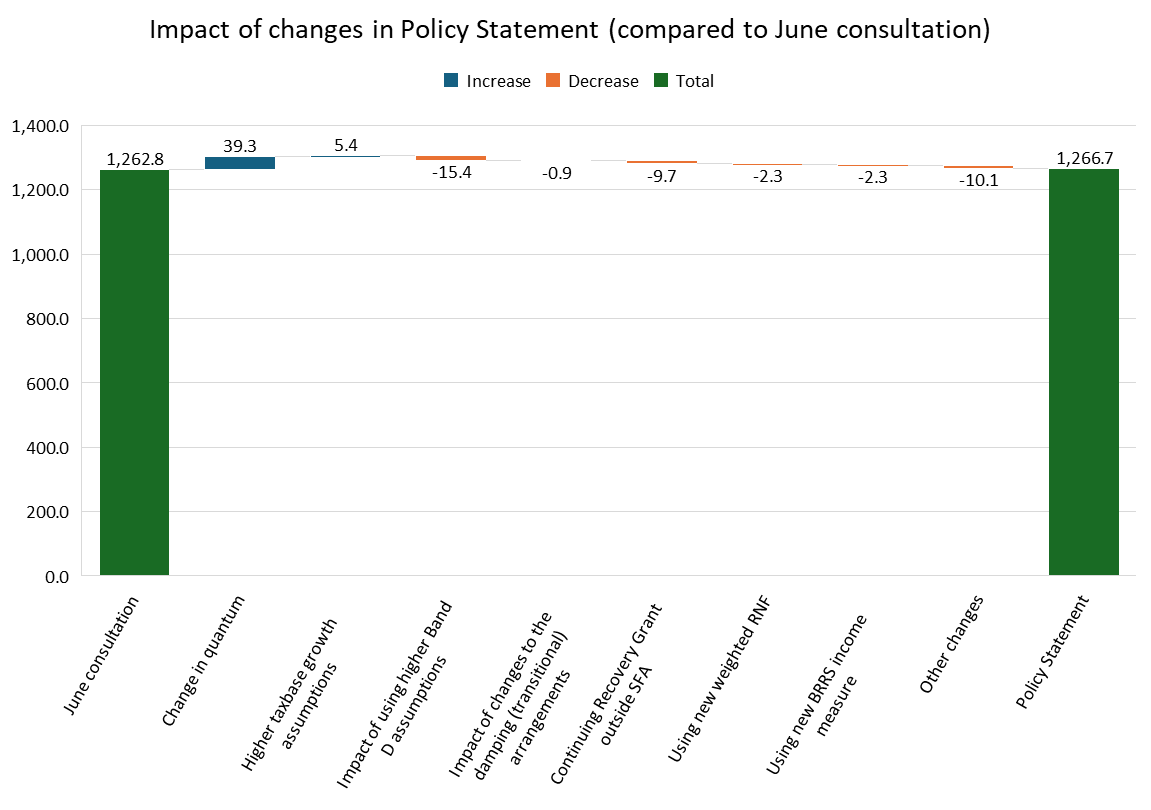 Impact of changes in Policy Statement (compared to June consultation)
Increase Decrease Total
1,400.0
1,200.0
1,000.0
800.0
600.0
400.0
200.0
0.0
1,262.8
39.3
5.4
-15.4
-0.9
-9.7
-2.3
-2.3
-10.1
1,266.7
June consultation
Change in quantum
Higher taxbase growth
assumptions
Impact of using higher Band
D assumptions
Impact of changes to the
damping (transitional)
arrangements
Continuing Recovery Grant
outside SFA
Using new weighted RNF
Using new BRRS income
measure
Other changes
Policy Statement